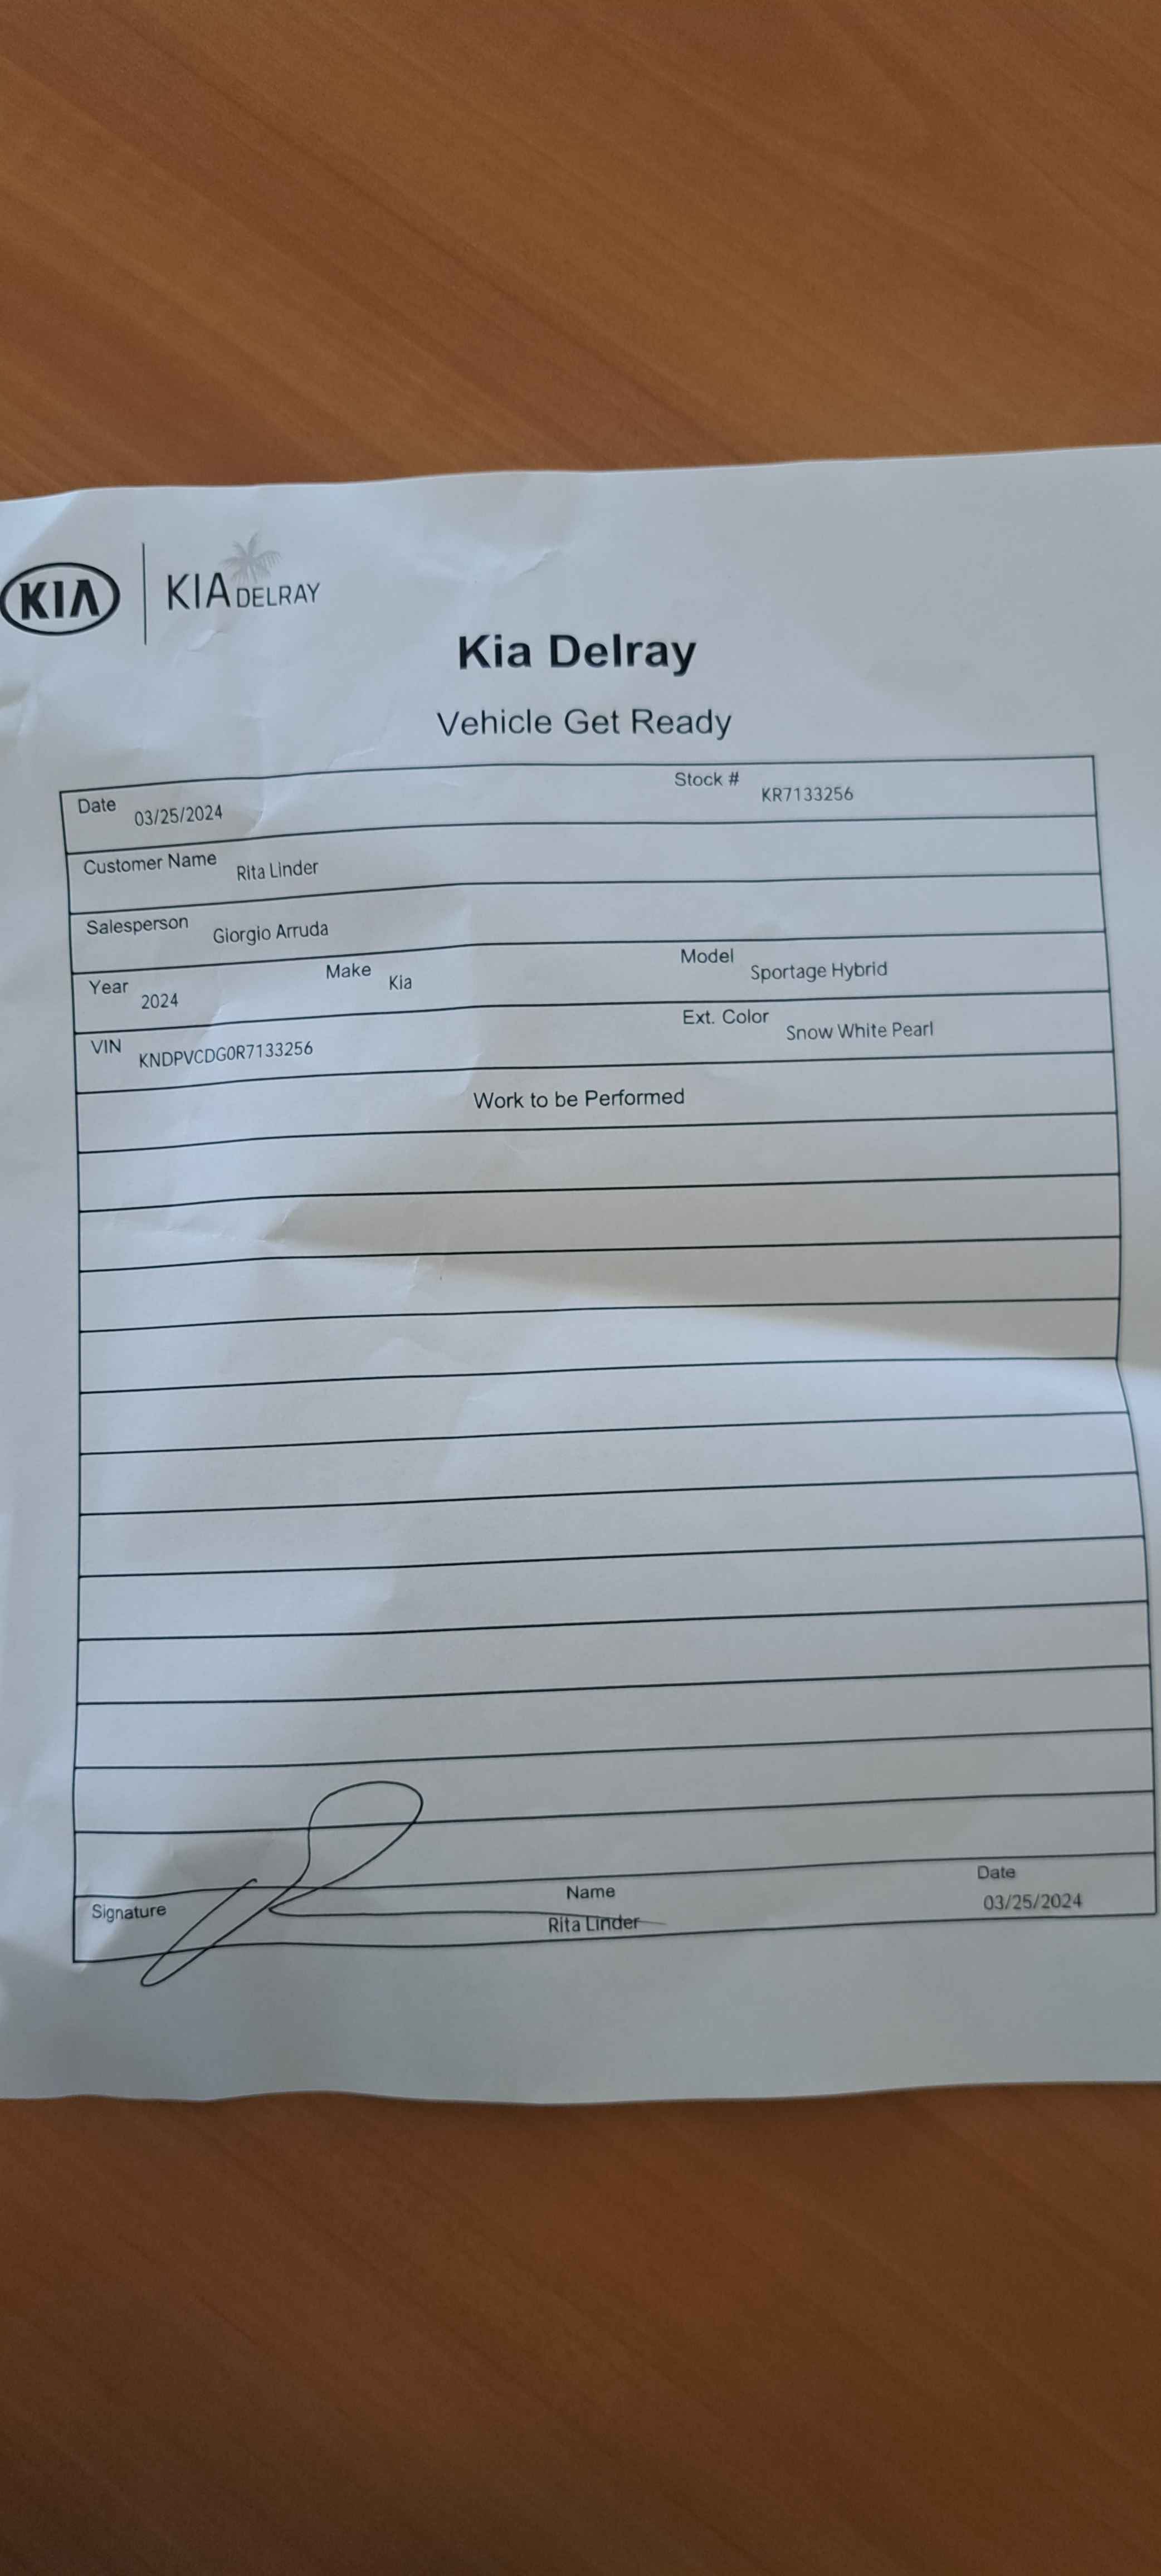 KIA KIA DELRAY
Kia Delray
Vehicle Get Ready
Date 03/25/2024 Stock # KR7133256
Customer Name Rita Linder
Salesperson Giorgio Arruda
Year 2024 Make Kia Model Sportage Hybrid
VIN KNDPVCDG0R7133256 Ext. Color Snow White Pearl
Work to be Performed
Signature Name Rita Linder Date 03/25/2024